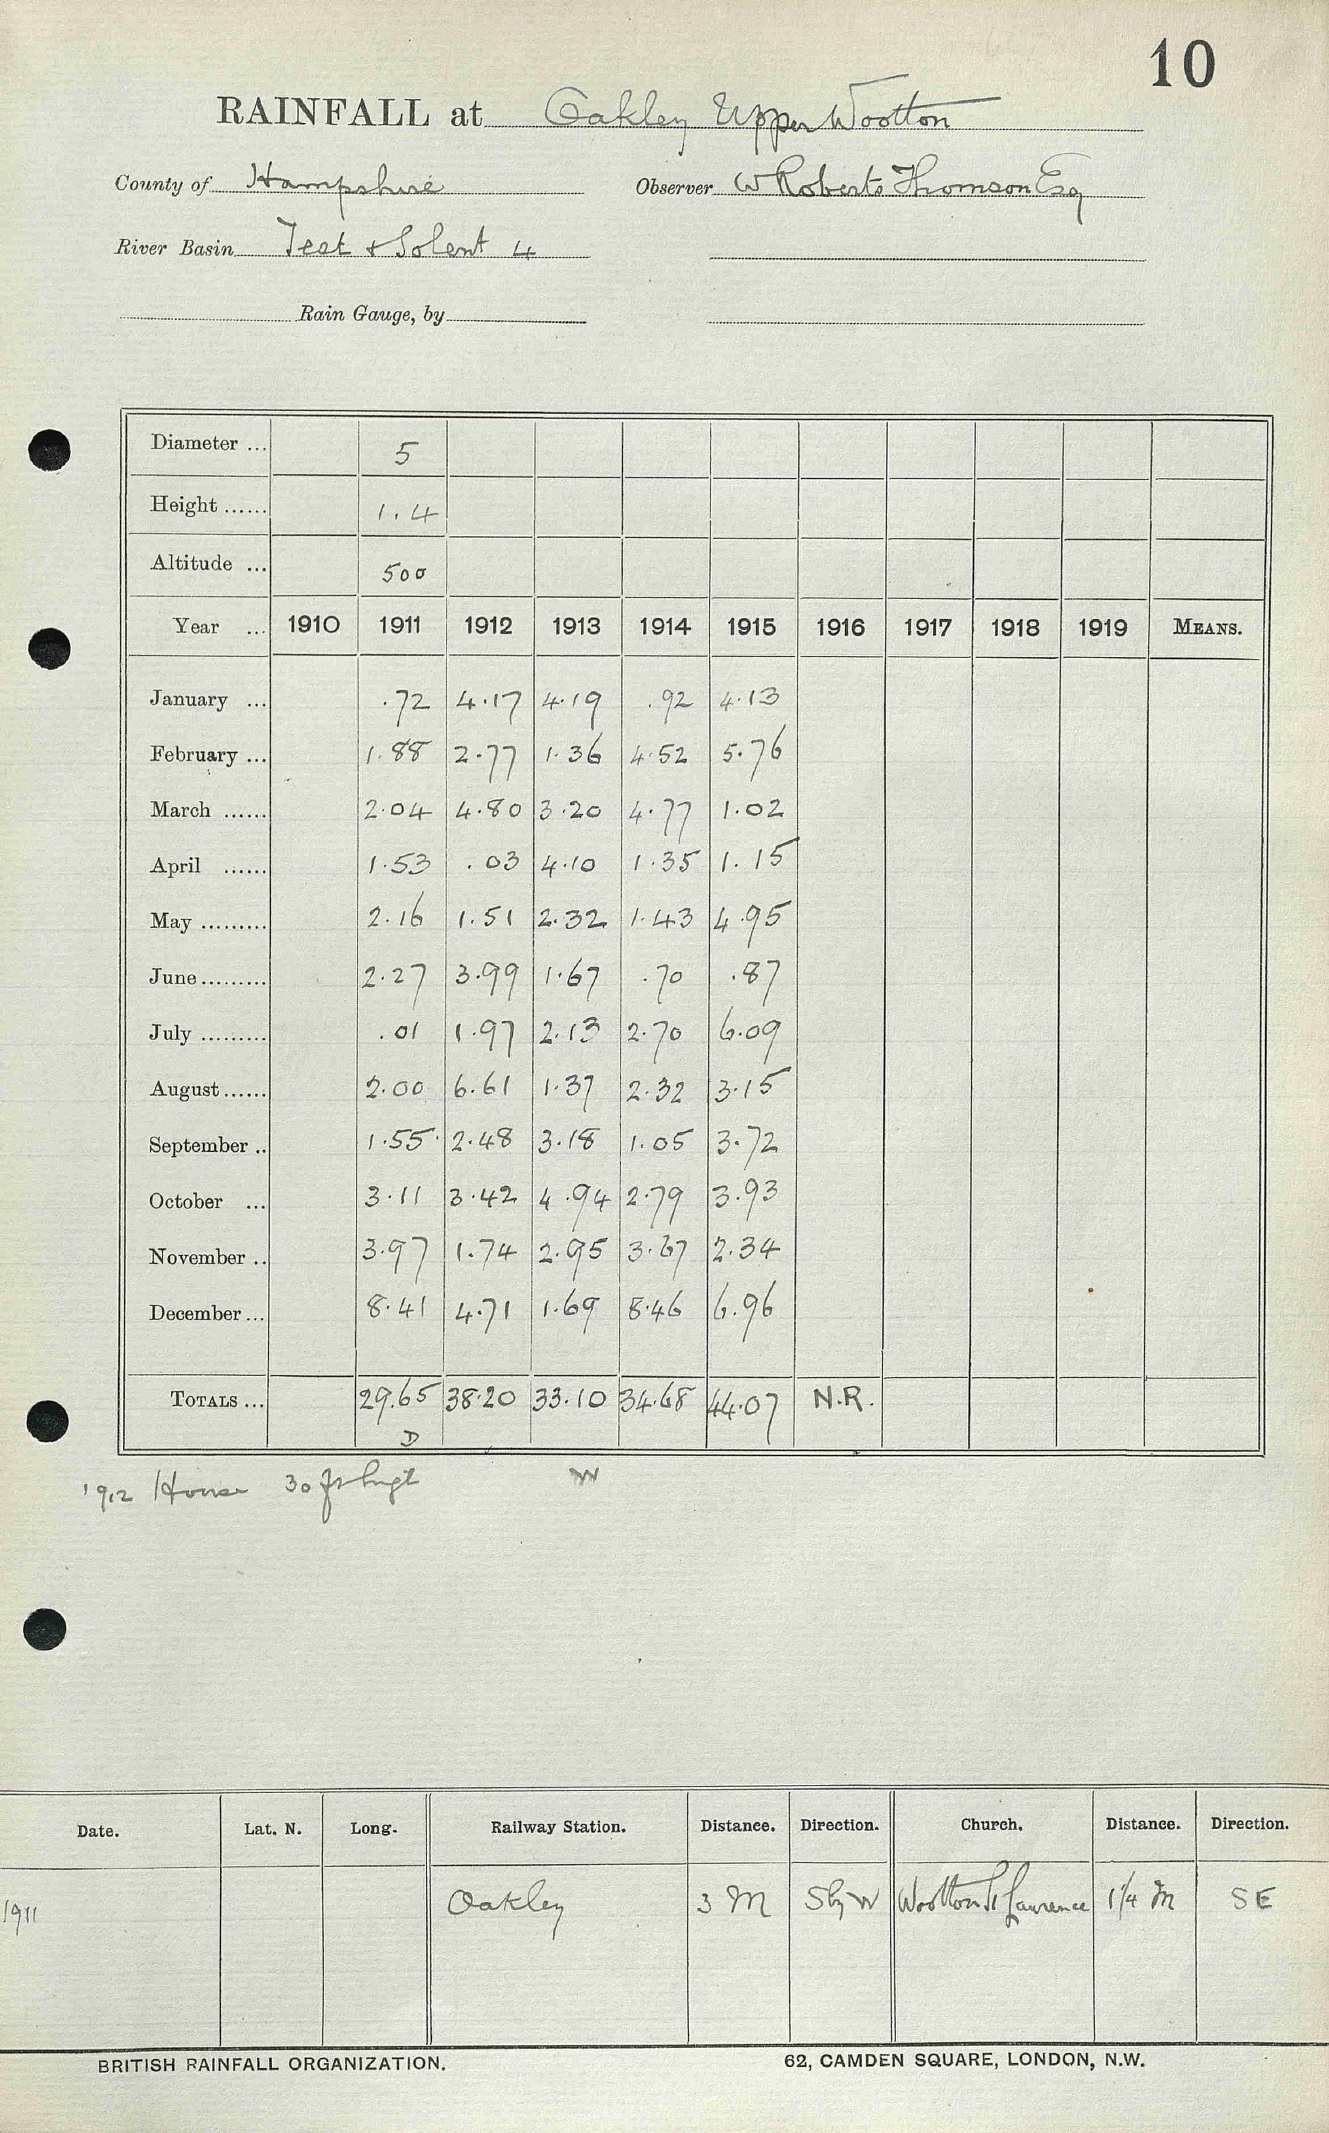 10
RAINFALL at Oakley Upper Wootton
County of Hampshire Observer W Roberts Thomson Esq
River Basin Test & Solent 4
Rain Gauge, by
Diameter ... 5
Height ...... 1.4
Altitude ... 500
Year ... 1910 1911 1912 1913 1914 1915 1916 1917 1918 1919 MEANS.
January ... .72 4.17 4.19 .92 4.13
February ... 1.88 2.77 1.36 4.52 5.76
March ...... 2.04 4.80 3.20 4.77 1.02
April ...... 1.53 .03 4.10 1.35 1.15
May ......... 2.16 1.51 2.32 1.43 4.95
June ......... 2.27 3.99 1.67 .70 .87
July ......... .01 1.97 2.13 2.70 6.09
August ...... 2.00 6.61 1.37 2.32 3.15
September .. 1.55 2.48 3.18 1.05 3.72
October ... 3.11 3.42 4.94 2.79 3.93
November .. 3.97 1.74 2.95 3.67 2.34
December ... 8.41 4.71 1.69 8.46 6.96
TOTALS ... 29.65 38.20 33.10 34.68 44.07 N.R.
D
1912 House 30 ft W
Date. Lat. N. Long. Railway Station. Distance. Direction. Church. Distance. Direction.
1911 Oakley 3 M S by W Wootton St Lawrence 1 1/4 M SE
BRITISH RAINFALL ORGANIZATION. 62, CAMDEN SQUARE, LONDON, N.W.